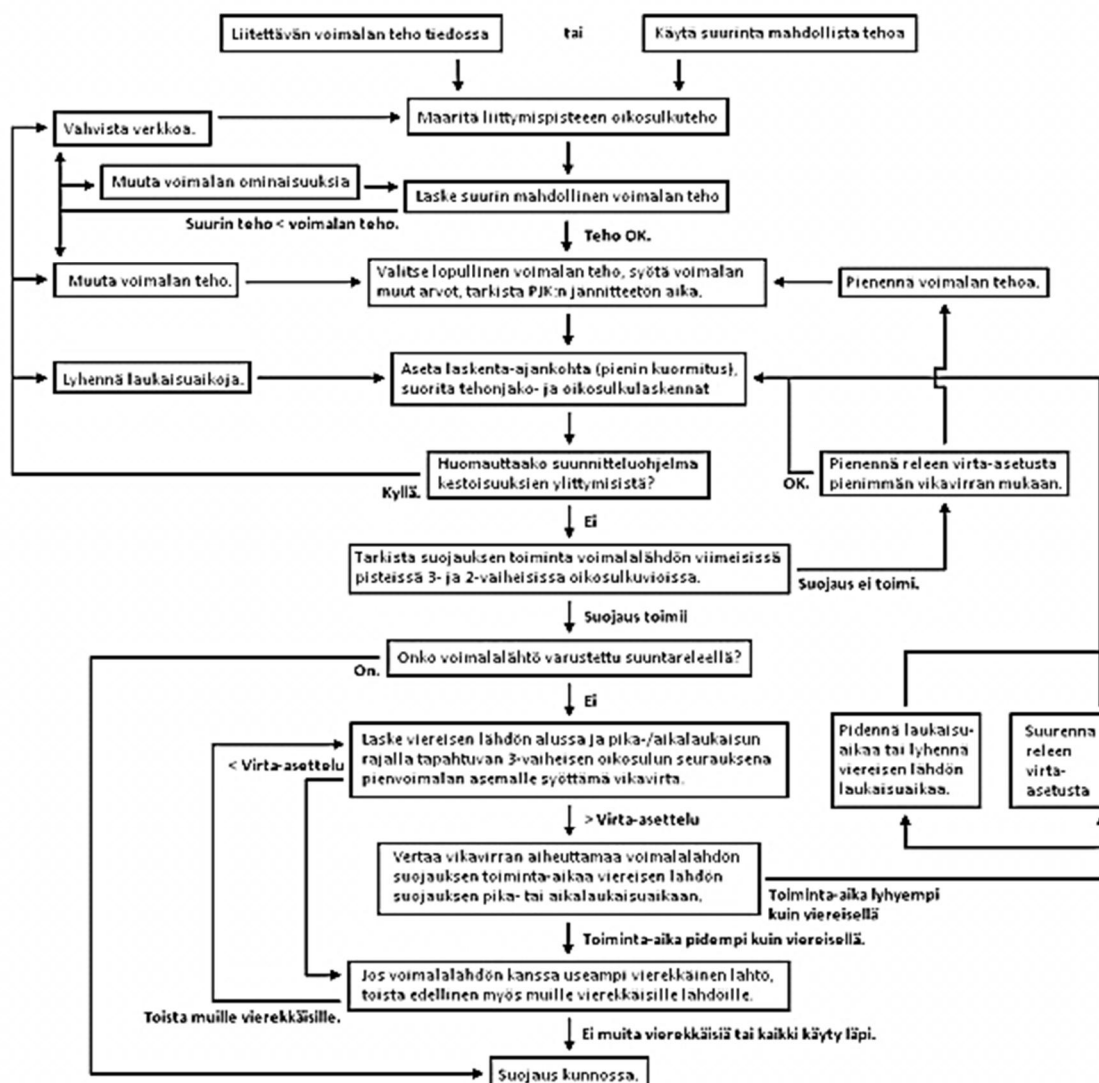 Liitettävän voimalan teho tiedossa
tai
Käytä suurinta mahdollista tehoa
Vahvista verkkoa.
Määritä liittymispisteen oikosulkuteho
Muuta voimalan ominaisuuksia
Laske suurin mahdollinen voimalan teho
Suurin teho < voimalan teho.
Teho OK.
Muuta voimalan teho.
Valitse lopullinen voimalan teho, syötä voimalan
muut arvot, tarkista PJK:n jännitteetön aika.
Pienennä voimalan tehoa.
Lyhennä laukaisuaikoja.
Aseta laskenta-ajankohta (pienin kuormitus),
suorita tehonjako- ja oikosulkulaskennat
Huomauttaako suunnitteluohjelma
kestoisuuksien ylittymisistä?
Kyllä.
Pienennä releen virta-asetusta
pienimmän vikavirran mukaan.
OK.
Ei
Tarkista suojauksen toiminta voimalalähdön viimeisissä
pisteissä 3- ja 2-vaiheisissa oikosulkuvioissa.
Suojaus ei toimi.
Suojaus toimii
Onko voimalalähtö varustettu suuntareleellä?
On.
Ei
Laske viereisen lähdön alussa ja pika-/aikalaukaisun
rajalla tapahtuvan 3-vaiheisen oikosulun seurauksena
pienvoimalan asemalle syöttämä vikavirta.
< Virta-asettelu
Pidennä laukaisu-
aikaa tai lyhennä
viereisen lähdön
laukaisuaikaa.
Suurenna
releen
virta-
asetusta
> Virta-asettelu
Vertaa vikavirran aiheuttamaa voimalalähdön
suojauksen toiminta-aikaa viereisen lähdön
suojauksen pika- tai aikalaukaisuaikaan.
Toiminta-aika lyhyempi
kuin viereisellä
Toiminta-aika pidempi kuin viereisellä.
Jos voimalalähdön kanssa useampi vierekkäinen lähtö,
toista edellinen myös muille vierekkäisille lähdöille.
Toista muille vierekkäisille.
Ei muita vierekkäisiä tai kaikki käyty läpi.
Suojaus kunnossa.